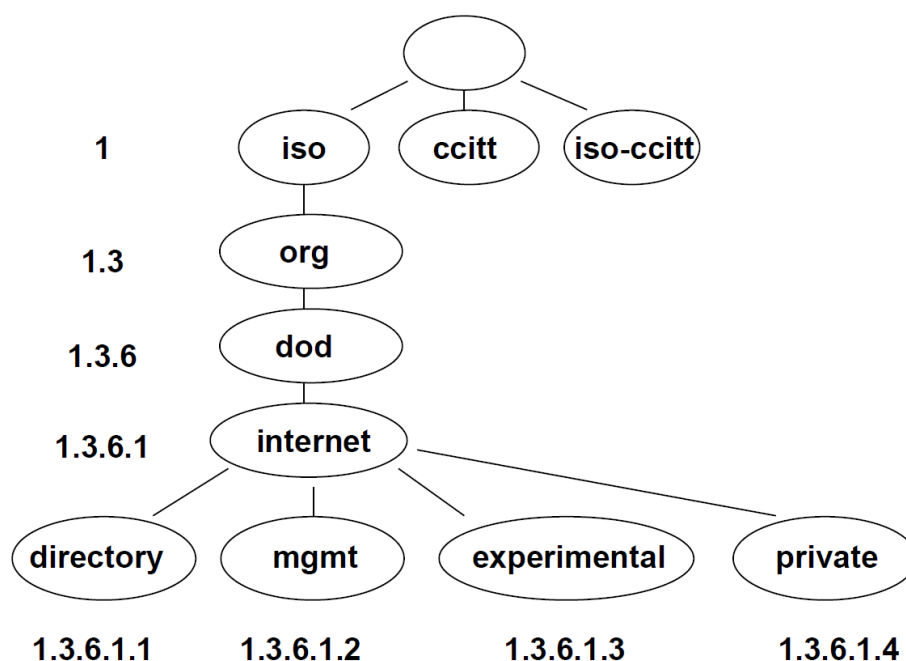 1 iso ccitt iso-ccitt
1.3 org
1.3.6 dod
1.3.6.1 internet
directory mgmt experimental private
1.3.6.1.1 1.3.6.1.2 1.3.6.1.3 1.3.6.1.4